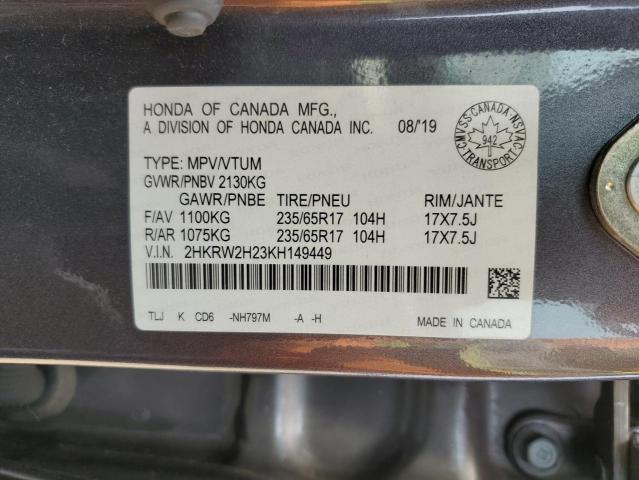 HONDA OF CANADA MFG.,
A DIVISION OF HONDA CANADA INC. 08/'19
CMVSS CANADA NSVAC
942
TRANSPORT
TYPE: MPV/VTUM
GVWR/PNBV 2130KG
GAWR/PNBE TIRE/PNEU RIM/JANTE
F/AV 1100KG 235/65R17 104H 17X7.5J
R/AR 1075KG 235/65R17 104H 17X7.5J
V.I.N. 2HKRW2H23KH149449
TLJ K CD6 -NH797M -A -H MADE IN CANADA